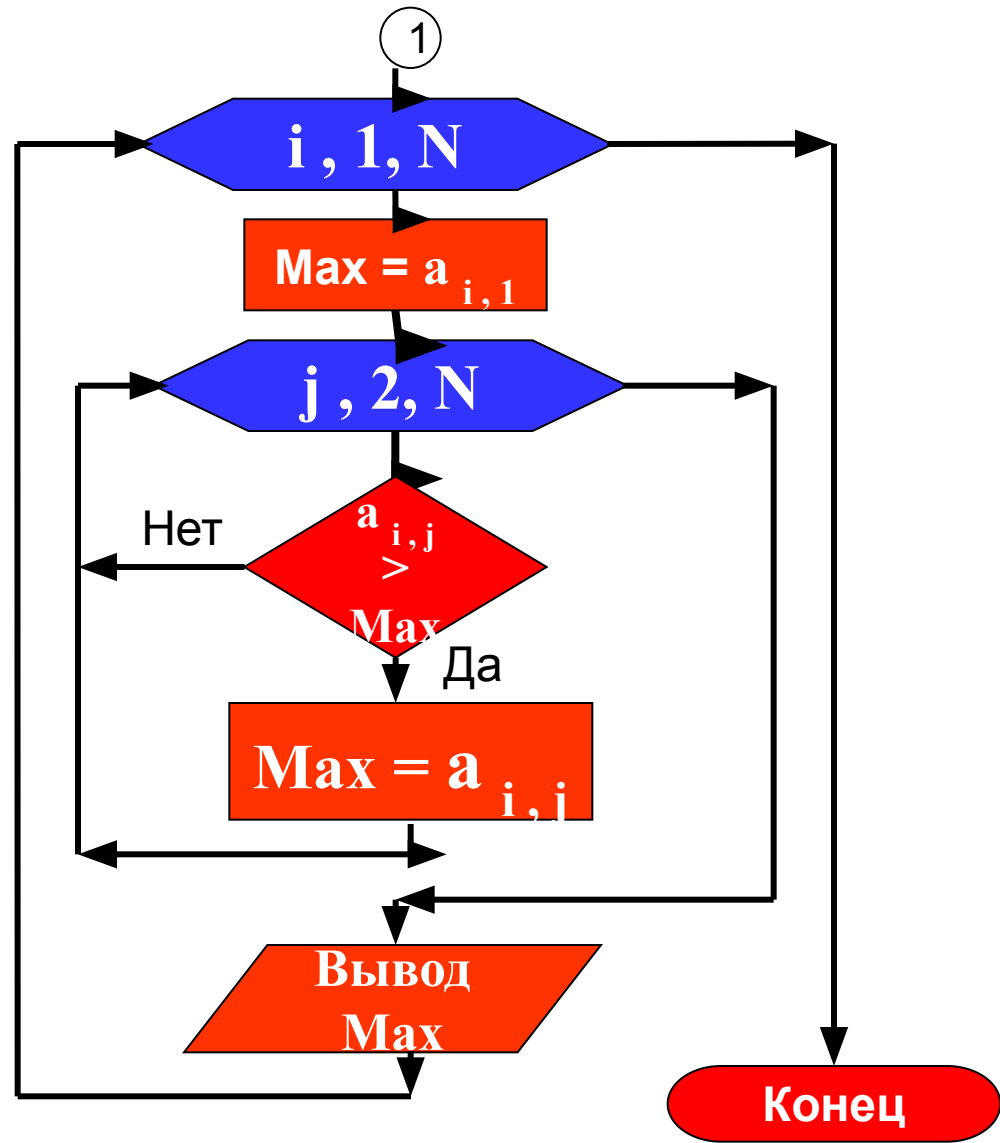 1
i , 1, N
Max = a i , 1
j , 2, N
a i , j
>
Max
Нет
Да
Max = a i , j
Вывод
Max
Конец